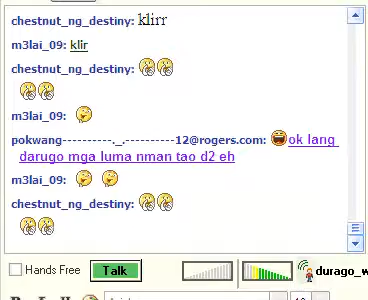 chestnut_ng_destiny: klirr
m3lai_09: klir
chestnut_ng_destiny:
m3lai_09:
pokwang----------._.----------12@rogers.com: ok lang
darugo mga luma nman tao d2 eh
m3lai_09:
chestnut_ng_destiny:
Hands Free Talk durago_w